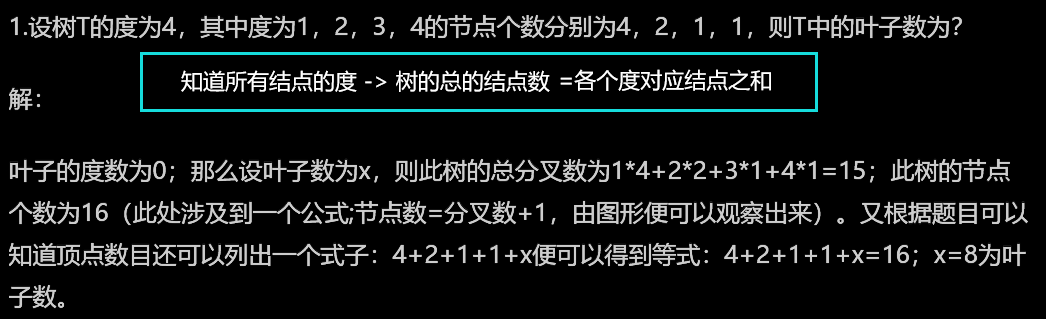 1.设树T的度为4，其中度为1，2，3，4的节点个数分别为4，2，1，1，则T中的叶子数为？
知道所有结点的度 -> 树的总的结点数 =各个度对应结点之和
解：
叶子的度数为0；那么设叶子数为x，则此树的总分叉数为1*4+2*2+3*1+4*1=15；此树的节点
个数为16（此处涉及到一个公式;节点数=分叉数+1，由图形便可以观察出来）。又根据题目可以
知道顶点数目还可以列出一个式子：4+2+1+1+x便可以得到等式：4+2+1+1+x=16；x=8为叶
子数。